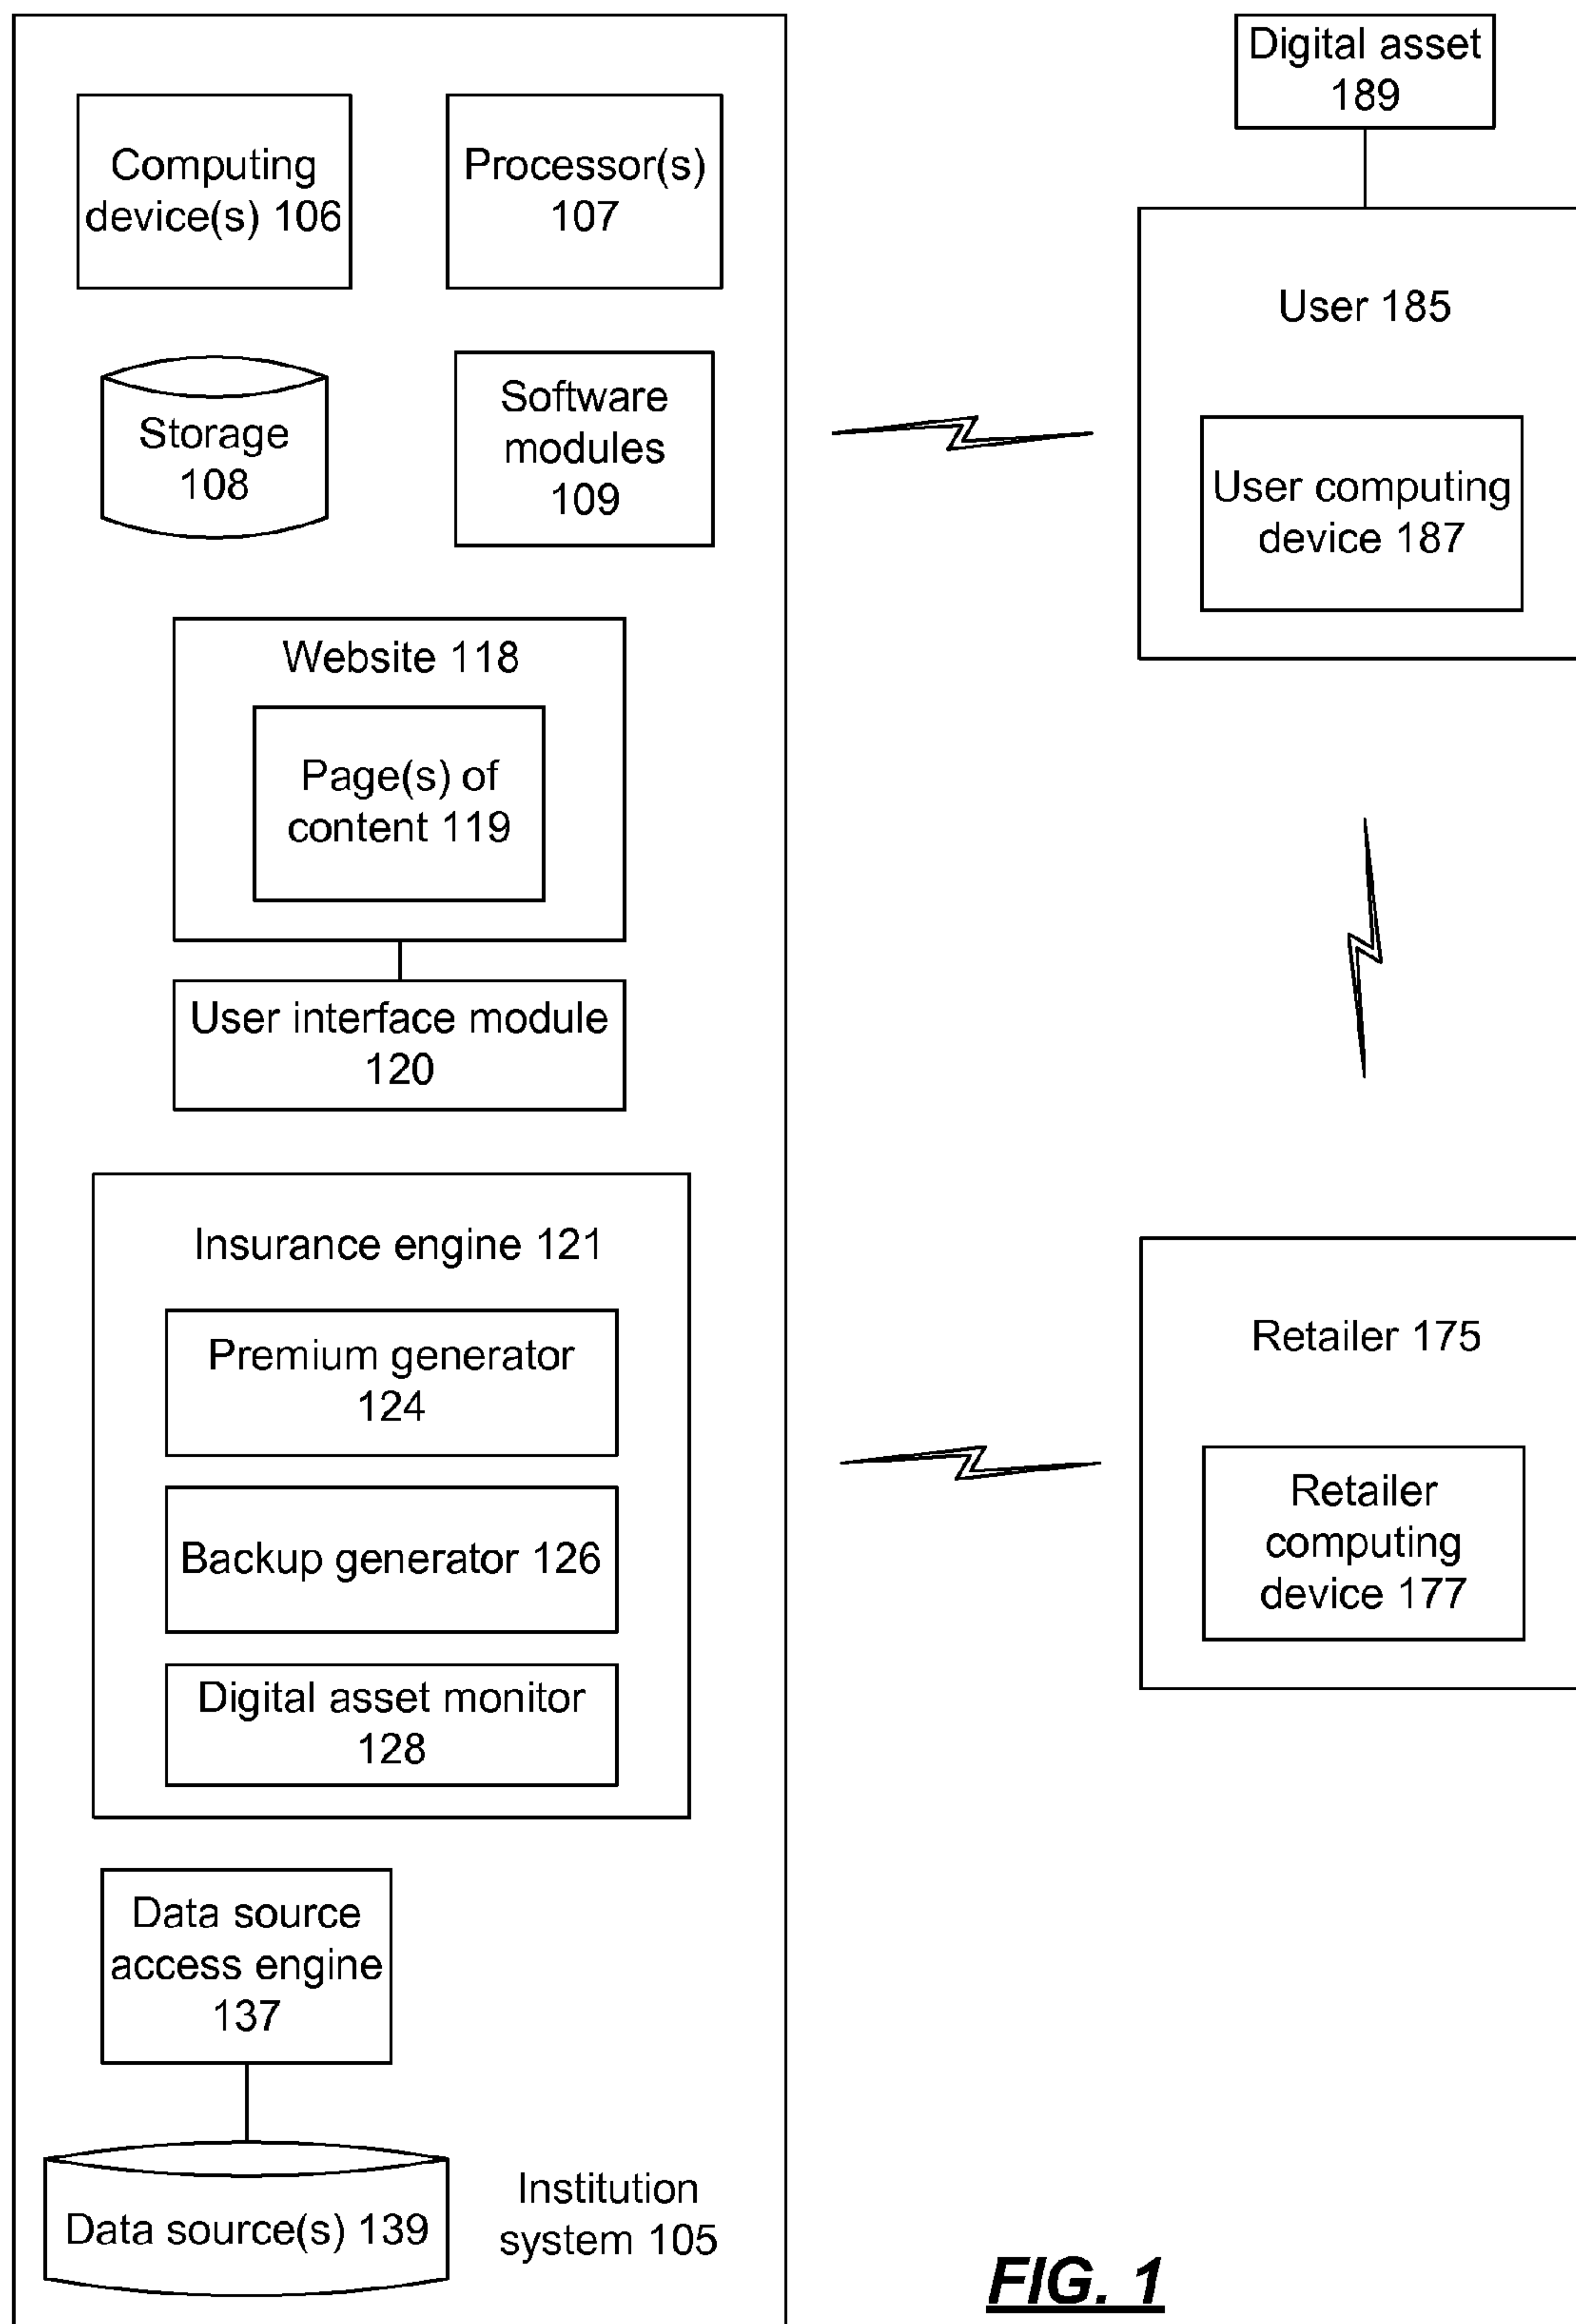 Computing
device(s) 106
Processor(s)
107
Storage
108
Software
modules
109
Website 118
Page(s) of
content 119
User interface module
120
Insurance engine 121
Premium generator
124
Backup generator 126
Digital asset monitor
128
Data source
access engine
137
Data source(s) 139
Institution
system 105
Digital asset
189
User 185
User computing
device 187
Retailer 175
Retailer
computing
device 177
FIG. 1